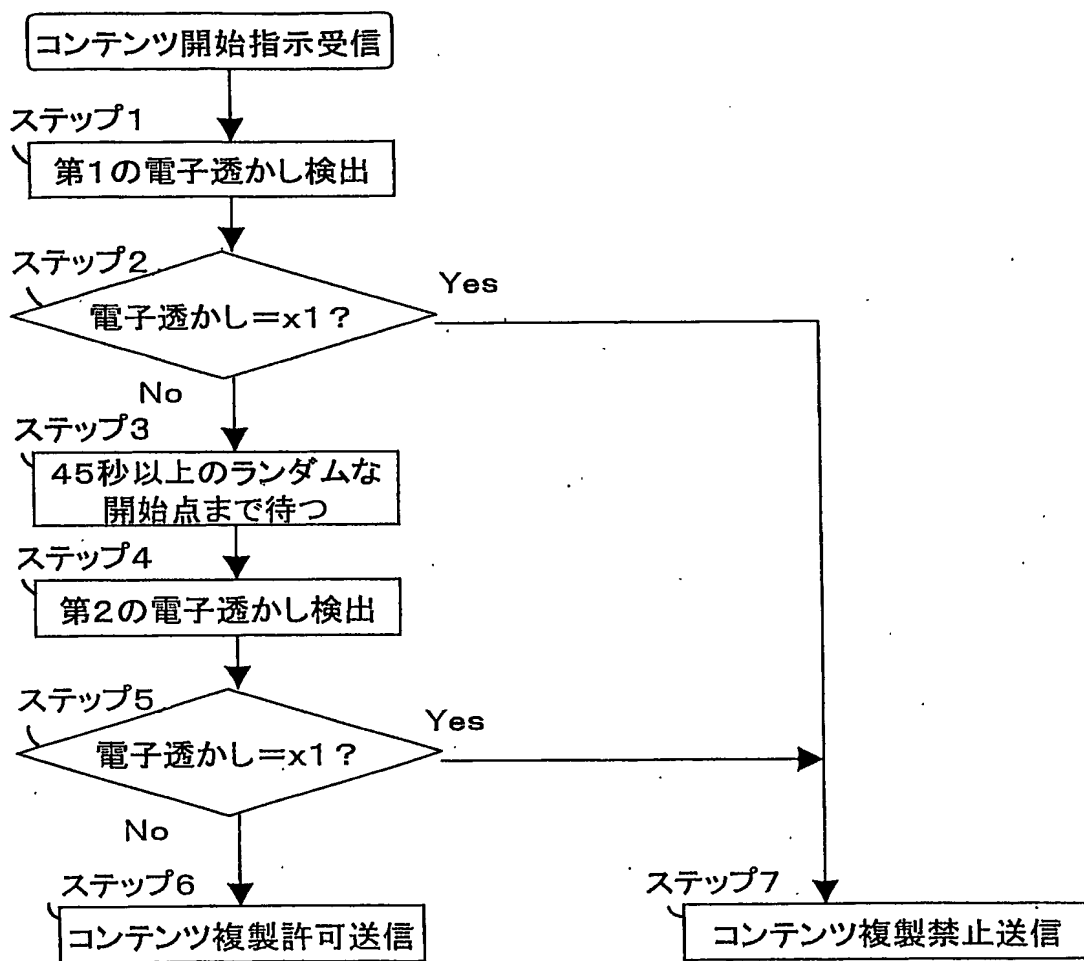 コンテンツ開始指示受信
ステップ1
第1の電子透かし検出
ステップ2
電子透かし=x1?
Yes
No
ステップ3
45秒以上のランダムな
開始点まで待つ
ステップ4
第2の電子透かし検出
ステップ5
電子透かし=x1?
Yes
No
ステップ6
コンテンツ複製許可送信
ステップ7
コンテンツ複製禁止送信